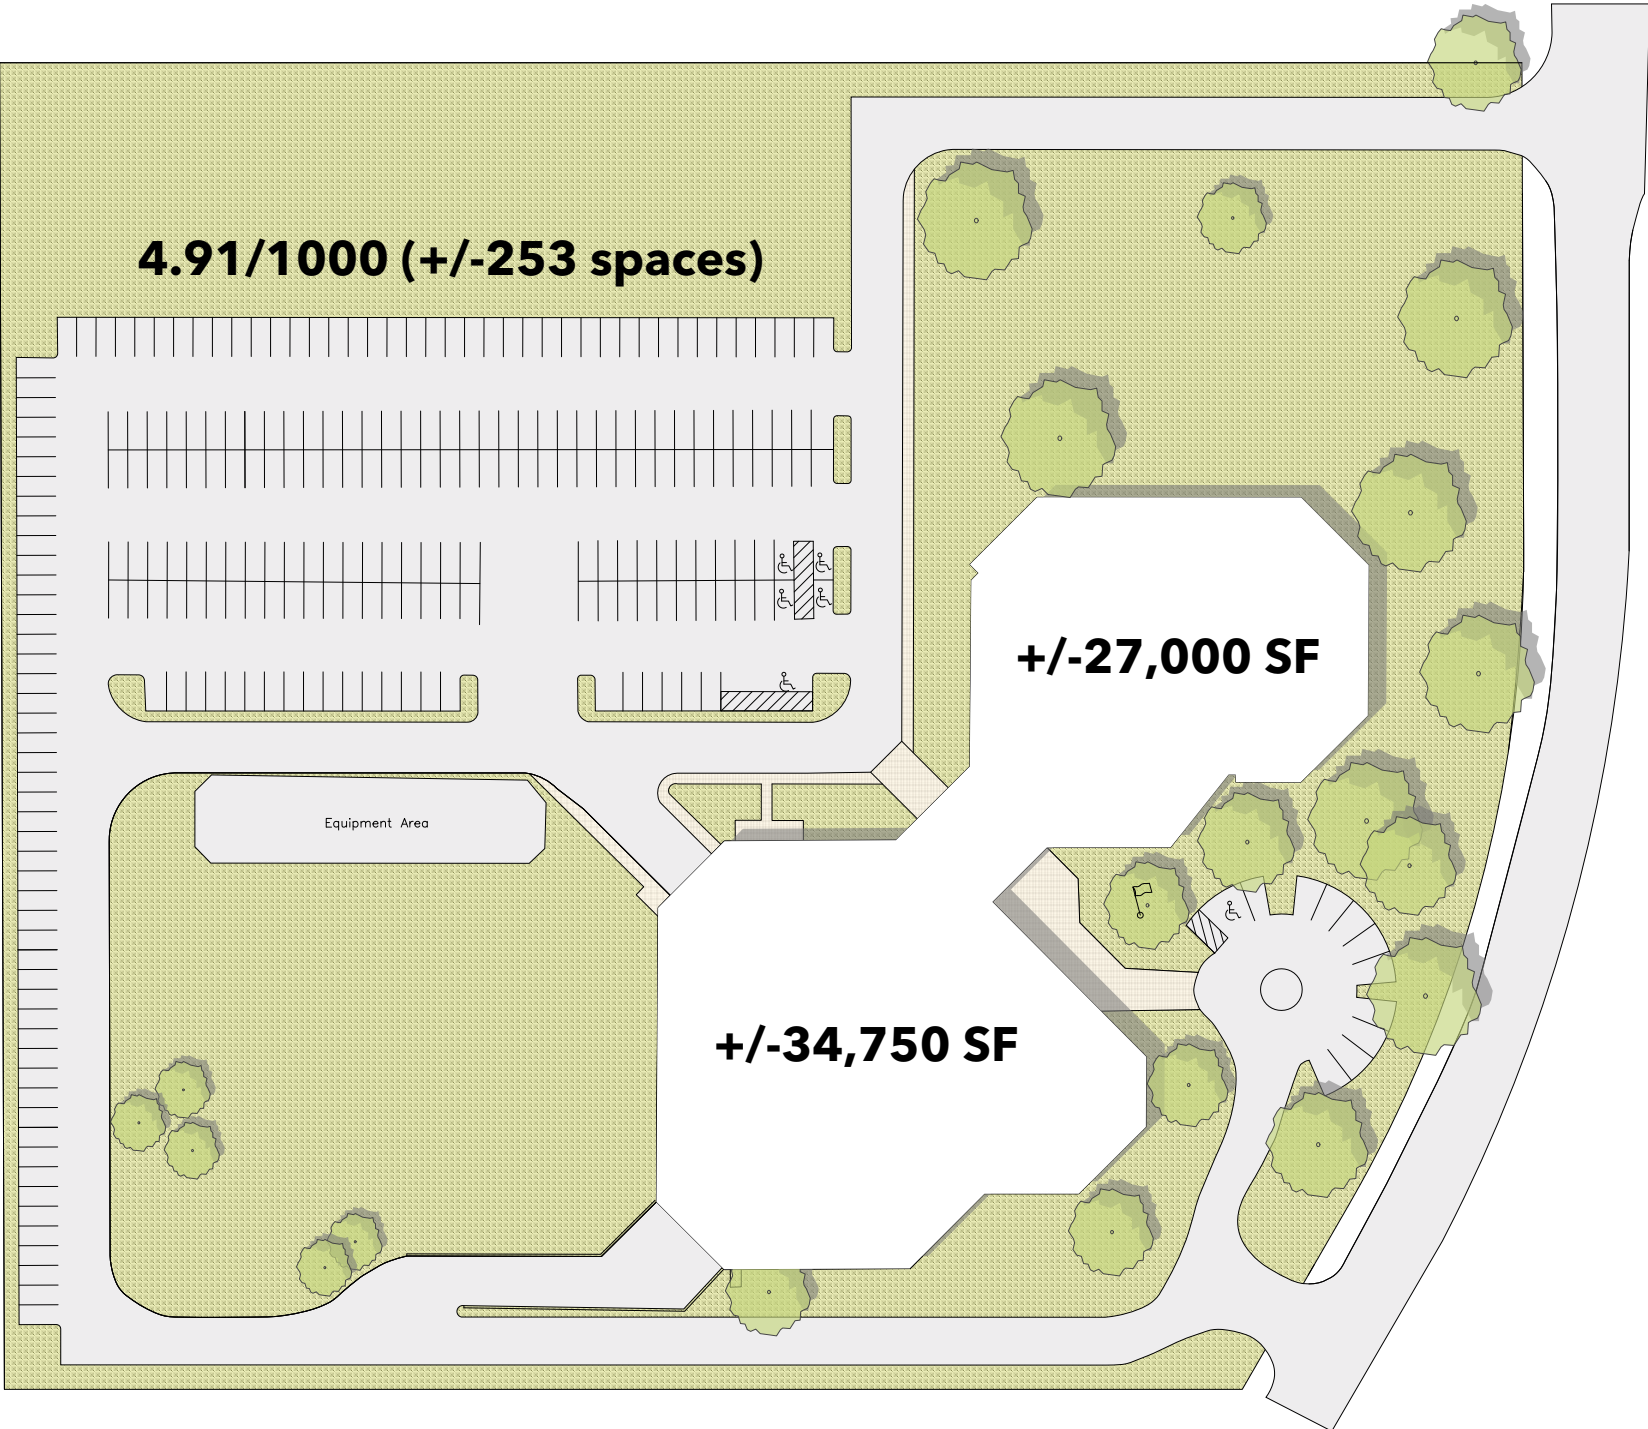 4.91/1000 (+/-253 spaces)
+/-27,000 SF
Equipment Area
+/-34,750 SF